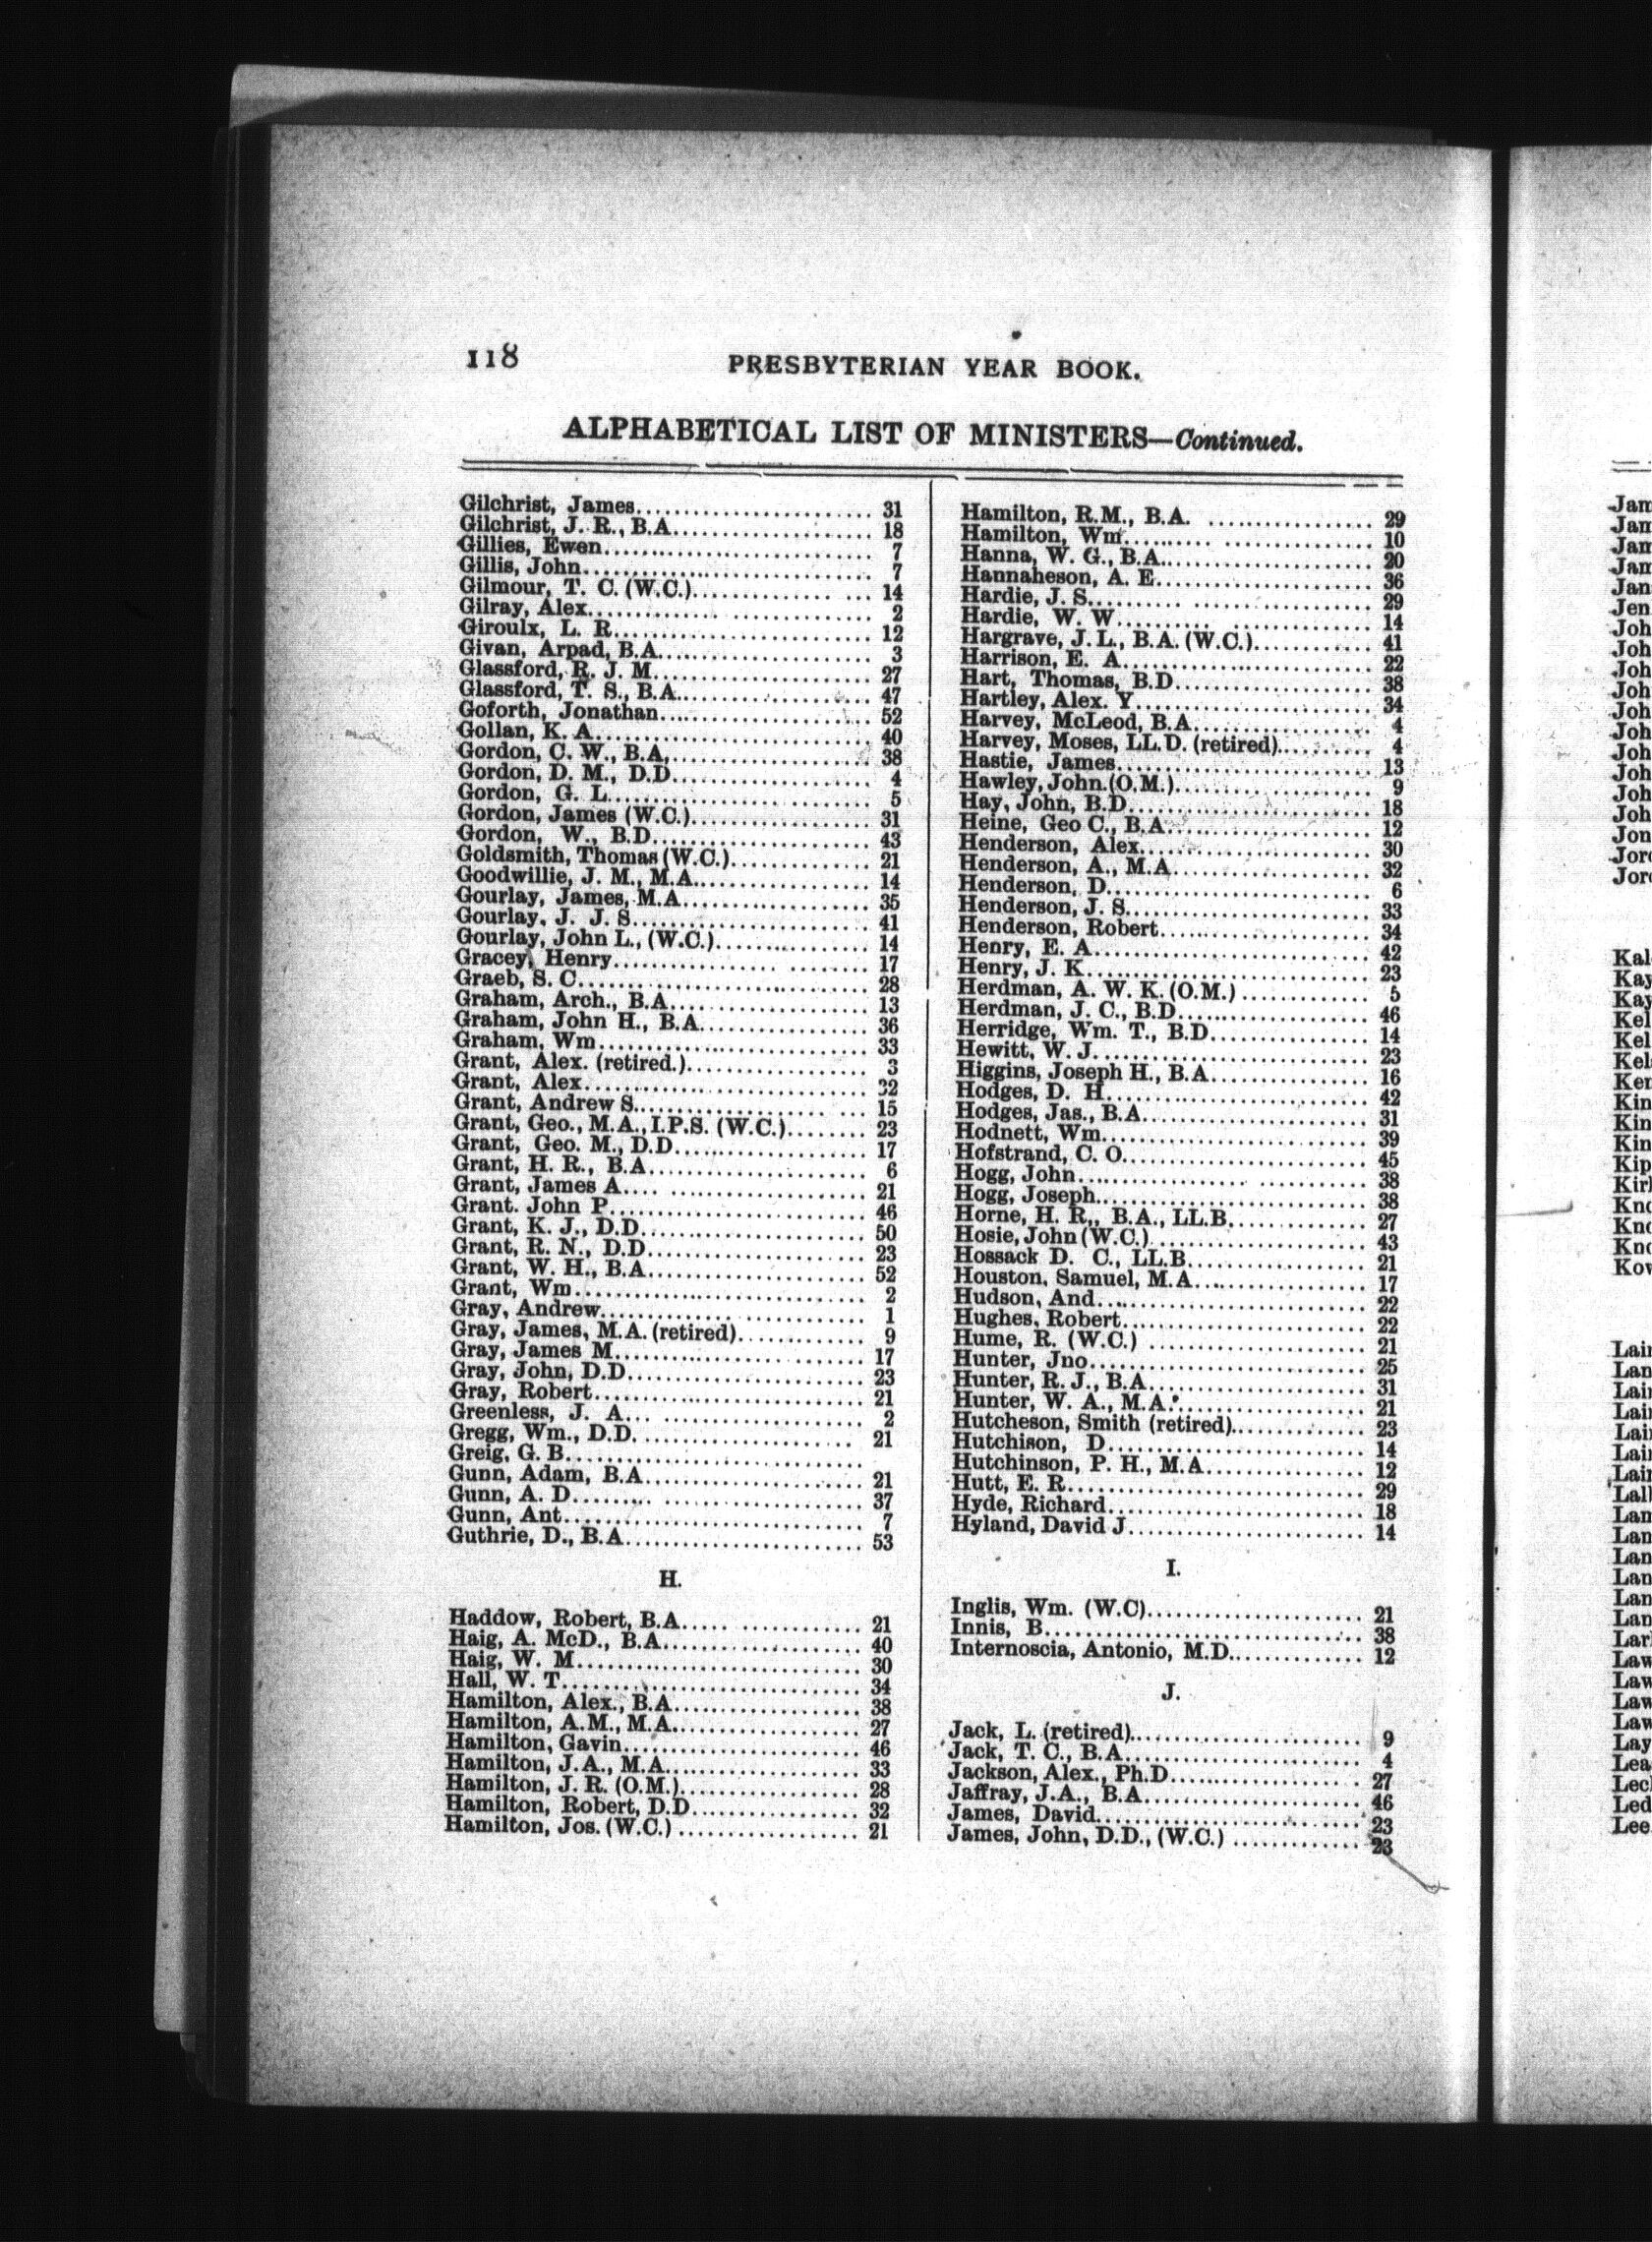 118
PRESBYTERIAN YEAR BOOK.
ALPHABETICAL LIST OF MINISTERS—Continued.
Gilchrist, James........................ 31
Gilchrist, J. R., B.A.................... 18
Gillies, Ewen........................... 7
Gillis, John............................. 7
Gilmour, T. C. (W.C.)................ ... 14
Gilray, Alex............................. 2
Giroulx, L. R........................... 12
Givan, Arpad, B.A...................... 3
Glassford, R. J. M...................... 27
Glassford, T. S., B.A.................... 47
Goforth, Jonathan....................... 52
Gollan, K. A............................ 40
Gordon, C. W., B.A,.................... 38
Gordon, D. M., D.D.................... 4
Gordon, G. L........................... 5
Gordon, James (W.C.).................. 31
Gordon, W., B.D....................... 43
Goldsmith, Thomas (W.C.).............. 21
Goodwillie, J. M., M.A.................. 14
Gourlay, James, M.A................... 35
Gourlay, J. J. S........................ 41
Gourlay, John L., (W.C.)................ 14
Gracey, Henry.................. ........ 17
Graeb, S. C............................. 28
Graham, Arch., B.A.................... 13
Graham, John H., B.A.................. 36
Graham, Wm........................... 33
Grant, Alex. (retired.).................. 3
Grant, Alex............................. 32
Grant, Andrew S.................... ... 15
Grant, Geo., M.A., I.P.S. (W.C.)........ 23
Grant, Geo. M., D.D................... 17
Grant, H. R., B.A...................... 6
Grant, James A.... ................... 21
Grant. John P.......................... 46
Grant, K. J., D.D...................... 50
Grant, R. N., D.D...................... 23
Grant, W. H., B.A..................... 52
Grant, Wm............................. 2
Gray, Andrew.......................... 1
Gray, James, M.A. (retired)............. 9
Gray, James M......................... 17
Gray, John, D.D........................ 23
Gray, Robert........................... 21
Greenless, J. A... .................... 2
Gregg, Wm., D.D...................... 21
Greig, G. B.............................
Gunn, Adam, B.A...................... 21
Gunn, A. D........ .................... 37
Gunn, Ant.............................. 7
Guthrie, D., B.A........................ 53
H.
Haddow, Robert, B.A..... ............. 21
Haig, A. McD., B.A.................... 40
Haig, W. M............................ 30
Hall, W. T.............................. 34
Hamilton, Alex., B.A................... 38
Hamilton, A.M., M.A................... 27
Hamilton, Gavin........................ 46
Hamilton, J.A., M.A.................... 33
Hamilton, J. R. (O.M.).................. 28
Hamilton, Robert, D.D................. 32
Hamilton, Jos. (W.C.) .................. 21
Hamilton, R.M., B.A. ................. 29
Hamilton, Wm......... ............... 10
Hanna, W. G., B.A..................... 20
Hannaheson, A. E...................... 36
Hardie, J. S.......... .................. 29
Hardie, W. W......... ................ 14
Hargrave, J. L., B.A. (W.C.)............ 41
Harrison, E. A......................... 22
Hart, Thomas, B.D.................... 38
Hartley, Alex. Y........................ 34
Harvey, McLeod, B.A.................. 4
Harvey, Moses, LL.D. (retired).......... 4
Hastie, James.......................... 13
Hawley, John. (O.M.)................... 9
Hay, John, B.D........................ 18
Heine, Geo C., B.A.................... 12
Henderson, Alex....................... 30
Henderson, A., M.A.................... 32
Henderson, D.......................... 6
Henderson, J. S........................ 33
Henderson, Robert..................... 34
Henry, E. A........................... 42
Henry, J. K............................ 23
Herdman, A. W. K. (O.M.) ............ 5
Herdman, J. C., B.D................... 46
Herridge, Wm. T., B.D................ 14
Hewitt, W. J........................... 23
Higgins, Joseph H., B.A................ 16
Hodges, D. H.......................... 42
Hodges, Jas., B.A...................... 31
Hodnett, Wm.......................... 39
Hofstrand, C. O........................ 45
Hogg, John................. .......... 38
Hogg, Joseph.......................... 38
Horne, H. R,, B.A., LL.B.............. 27
Hosie, John (W.C.)..................... 43
Hossack D. C., LL.B.................. 21
Houston, Samuel, M.A................. 17
Hudson, And.......................... 22
Hughes, Robert........................ 22
Hume, R. (W.C.) ..................... 21
Hunter, Jno........................... 25
Hunter, R. J., B.A..................... 31
Hunter, W. A., M.A.................... 21
Hutcheson, Smith (retired).............. 23
Hutchison, D......................... 14
Hutchinson, P. H., M.A................ 12
Hutt, E. R............................. 29
Hyde, Richard......................... 18
Hyland, David J....................... 14
I.
Inglis, Wm. (W.C)...................... 21
Innis, B................................ 38
Internoscia, Antonio, M.D.............. 12
J.
Jack, L. (retired)........................ 9
Jack, T. C., B.A........................ 4
Jackson, Alex., Ph.D................... 27
Jaffray, J.A., B.A...................... 46
James, David........................... 23
James, John, D.D., (W.C.) ............. 23